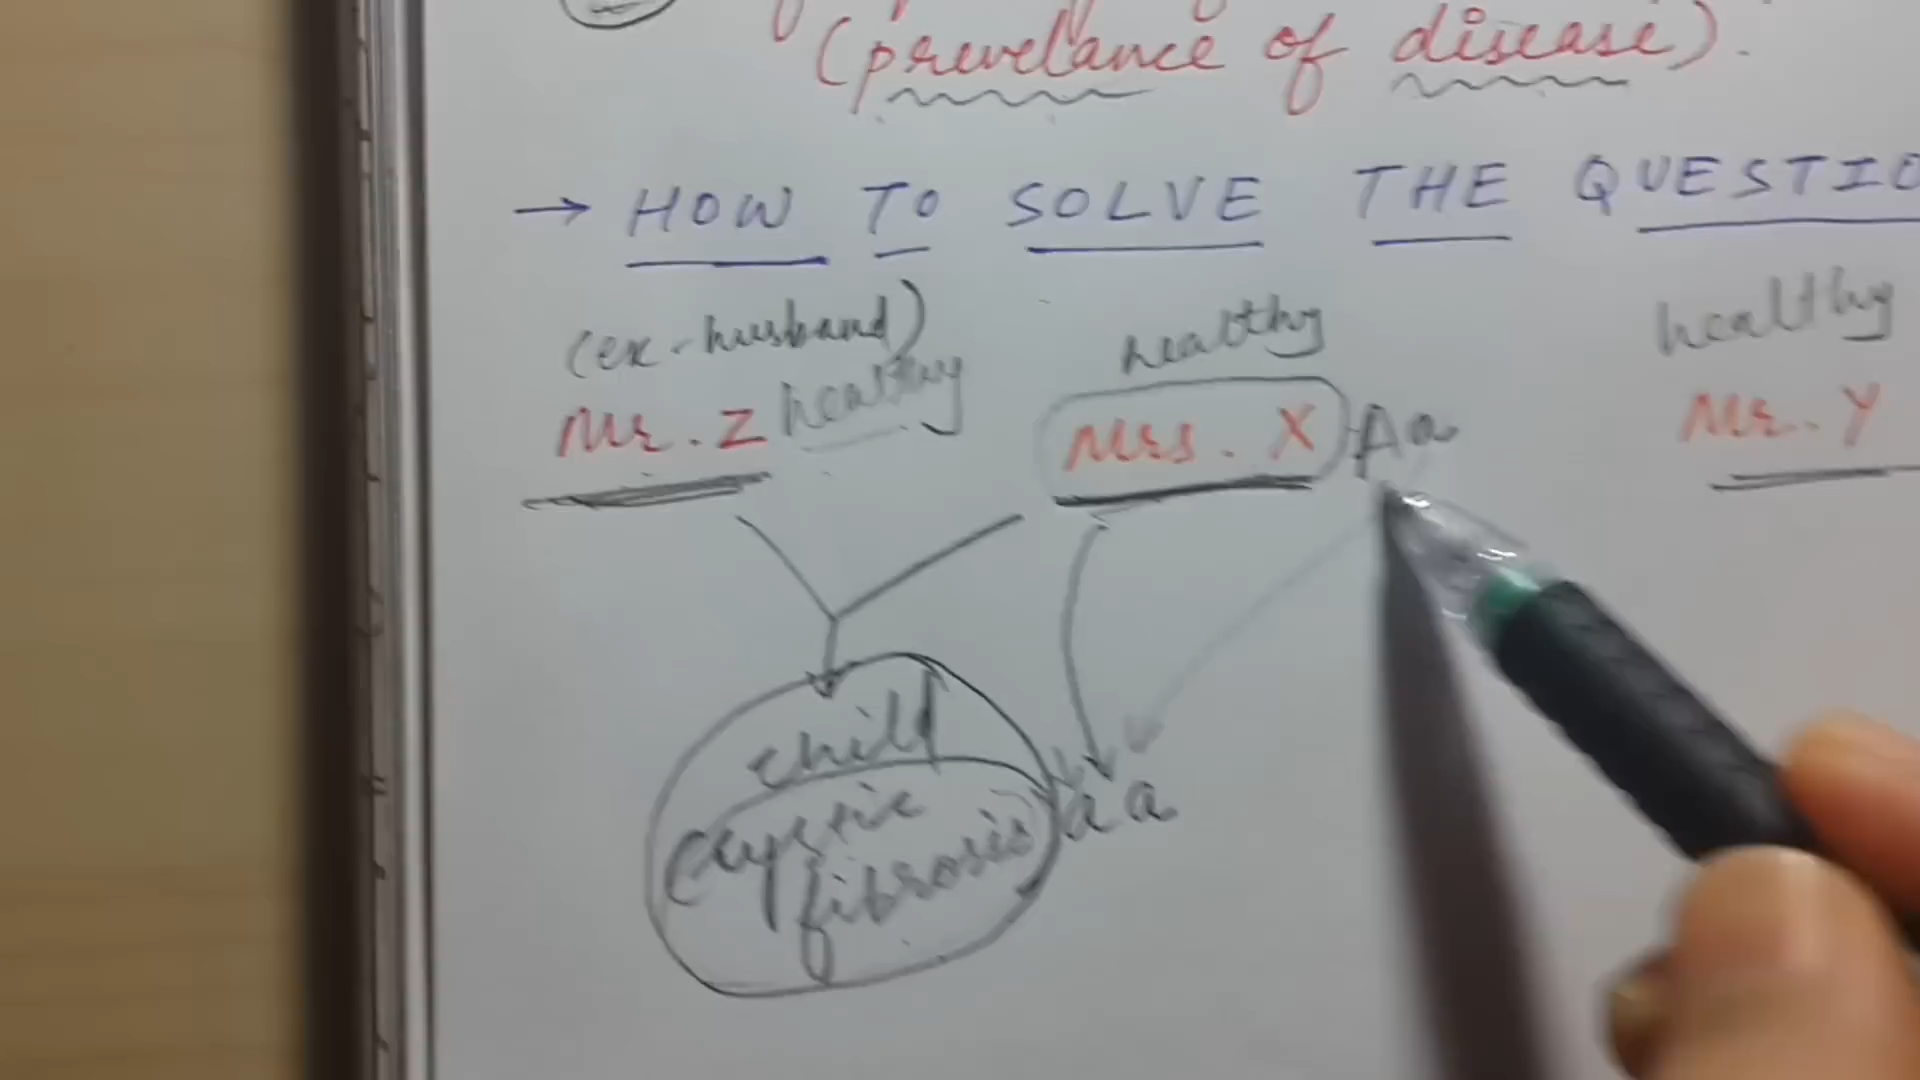 (prevelance of disease).
→ HOW TO SOLVE THE QUESTIO
(ex-husband) healthy healthy
Mr. Z healthy Mrs. X Aa Mr. Y
child
cystic
fibrosis aa